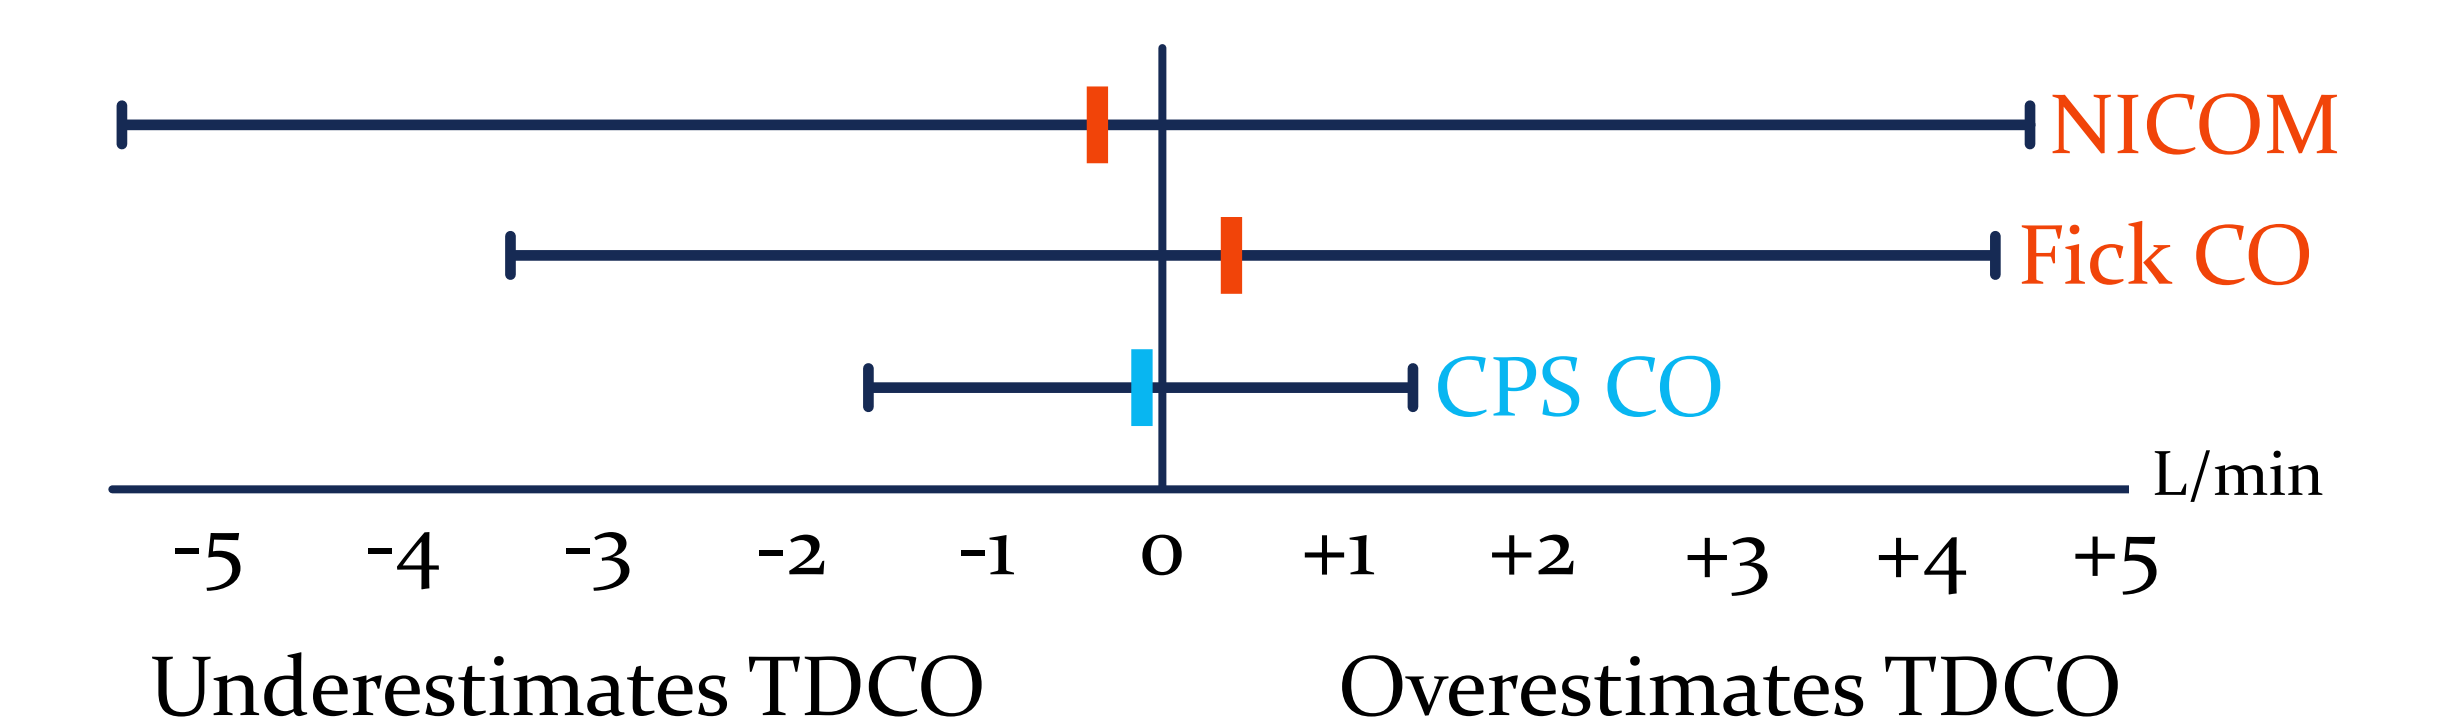 NICOM
Fick CO
CPS CO
L/min
-5 -4 -3 -2 -1 0 +1 +2 +3 +4 +5
Underestimates TDCO Overestimates TDCO